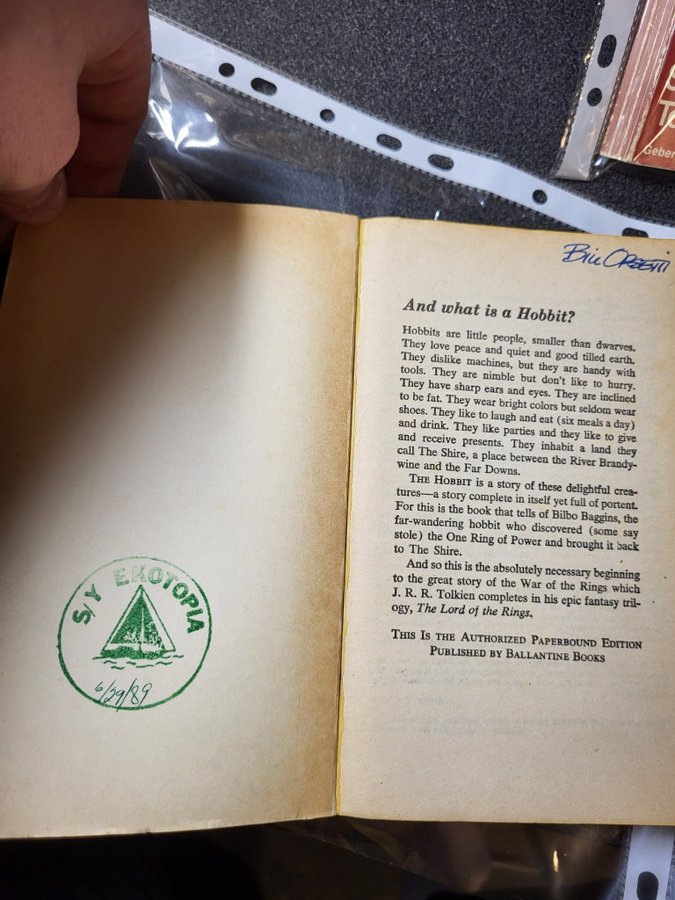 S/Y EKOTOPIA
6/29/89
And what is a Hobbit?
Hobbits are little people, smaller than dwarves.
They love peace and quiet and good tilled earth.
They dislike machines, but they are handy with
tools. They are nimble but don't like to hurry.
They have sharp ears and eyes. They are inclined
to be fat. They wear bright colors but seldom wear
shoes. They like to laugh and eat (six meals a day)
and drink. They like parties and they like to give
and receive presents. They inhabit a land they
call The Shire, a place between the River Brandy-
wine and the Far Downs.
THE HOBBIT is a story of these delightful crea-
tures—a story complete in itself yet full of portent.
For this is the book that tells of Bilbo Baggins, the
far-wandering hobbit who discovered (some say
stole) the One Ring of Power and brought it back
to The Shire.
And so this is the absolutely necessary beginning
to the great story of the War of the Rings which
J. R. R. Tolkien completes in his epic fantasy tril-
ogy, The Lord of the Rings.
THIS IS THE AUTHORIZED PAPERBOUND EDITION
PUBLISHED BY BALLANTINE BOOKS